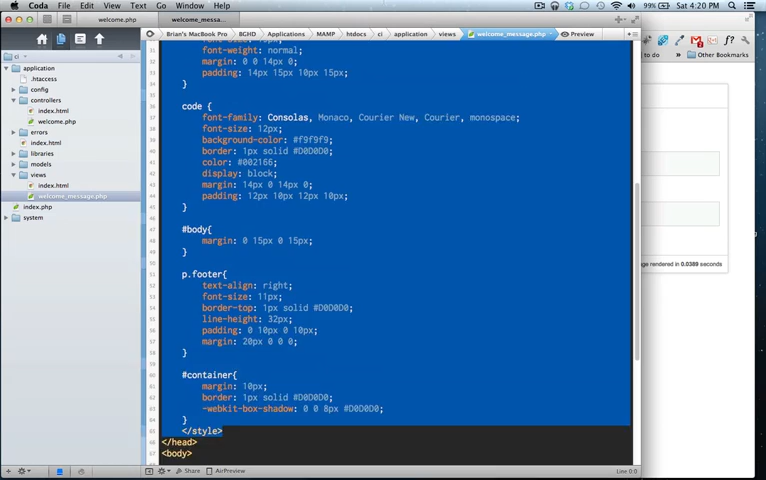 Coda File Edit View Text Go Window Help
99% Sat 4:20 PM
welcome.php welcome_message...
Brian's MacBook Pro BGHD Applications MAMP htdocs ci application views welcome_message.php Preview
Other Bookmarks
ci
application
.htaccess
config
controllers
index.html
welcome.php
errors
index.html
libraries
models
views
index.html
welcome_message.php
index.php
system
font-weight: normal;
margin: 0 0 14px 0;
padding: 14px 15px 10px 15px;
}
code {
font-family: Consolas, Monaco, Courier New, Courier, monospace;
font-size: 12px;
background-color: #f9f9f9;
border: 1px solid #D0D0D0;
color: #002166;
display: block;
margin: 14px 0 14px 0;
padding: 12px 10px 12px 10px;
}
#body{
margin: 0 15px 0 15px;
}
p.footer{
text-align: right;
font-size: 11px;
border-top: 1px solid #D0D0D0;
line-height: 32px;
padding: 0 10px 0 10px;
margin: 20px 0 0 0;
}
#container{
margin: 10px;
border: 1px solid #D0D0D0;
-webkit-box-shadow: 0 0 8px #D0D0D0;
}
</style>
</head>
<body>
rendered in 0.0389 seconds
Share AirPreview
Line 0:0